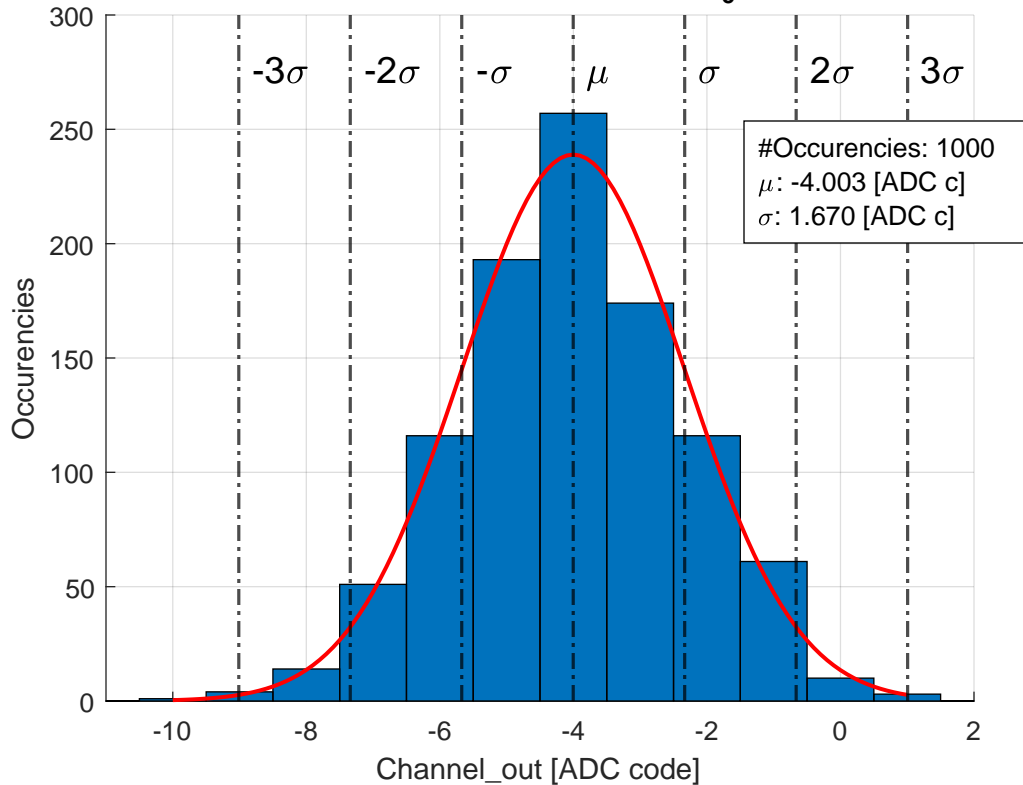 300
-3σ -2σ -σ μ σ 2σ 3σ
250
#Occurencies: 1000
μ: -4.003 [ADC c]
σ: 1.670 [ADC c]
200
150
100
50
0
Occurencies
-10 -8 -6 -4 -2 0 2
Channel_out [ADC code]